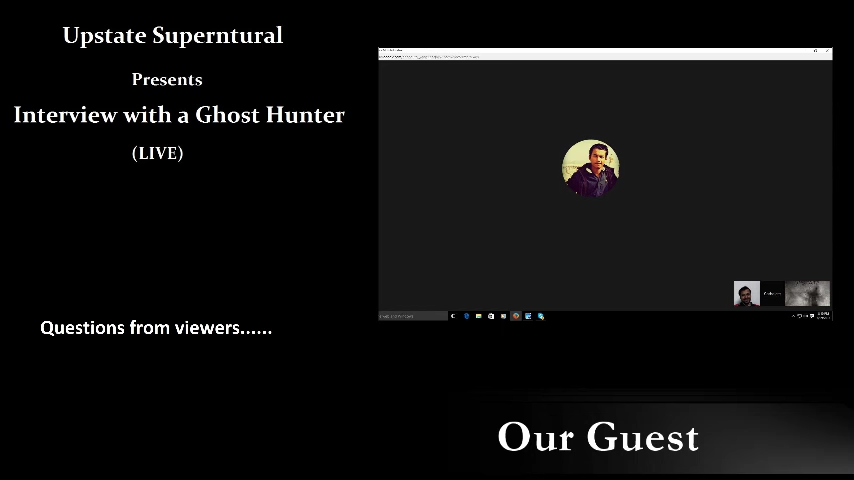 Upstate Superntural
Presents
Interview with a Ghost Hunter
(LIVE)
Questions from viewers......
Our Guest